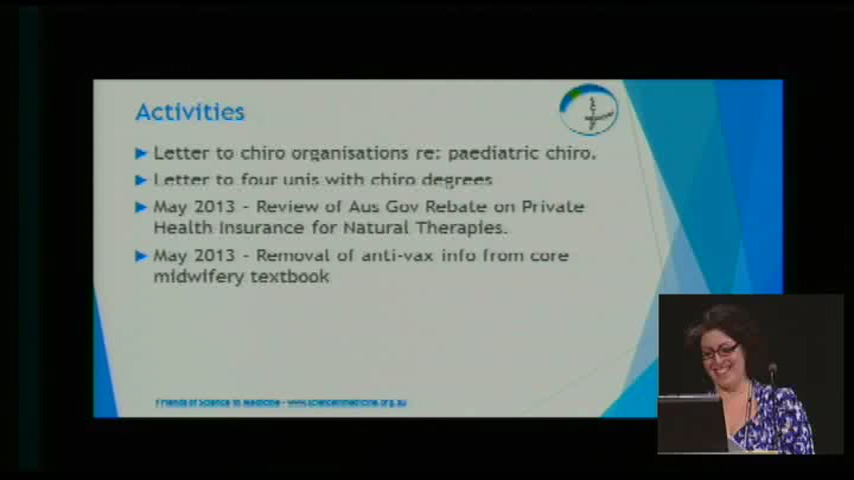 Activities
Letter to chiro organisations re: paediatric chiro.
Letter to four unis with chiro degrees
May 2013 - Review of Aus Gov Rebate on Private
Health Insurance for Natural Therapies.
May 2013 - Removal of anti-vax info from core
midwifery textbook
Friends of Science in Medicine - www.scienceinmedicine.org.au